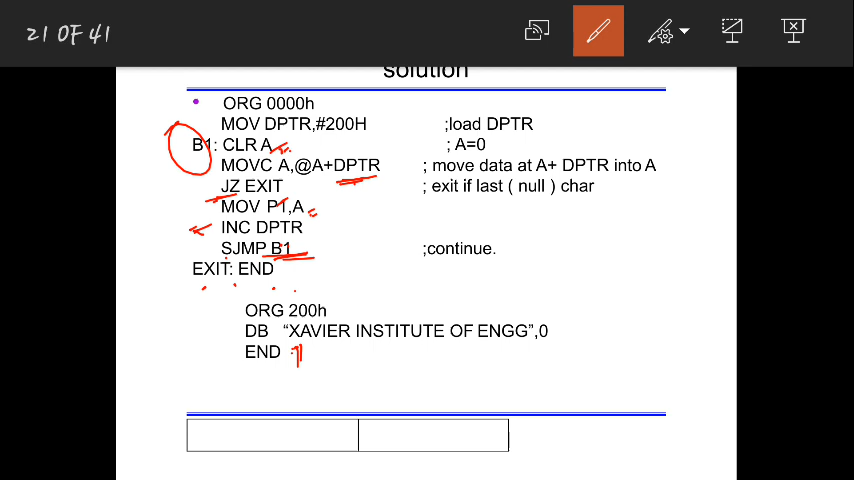 21 OF 41
solution
• ORG 0000h
MOV DPTR,#200H ;load DPTR
B1: CLR A ; A=0
MOVC A,@A+DPTR ; move data at A+ DPTR into A
JZ EXIT ; exit if last ( null ) char
MOV P1,A
INC DPTR
SJMP B1 ;continue.
EXIT: END
ORG 200h
DB “XAVIER INSTITUTE OF ENGG”,0
END